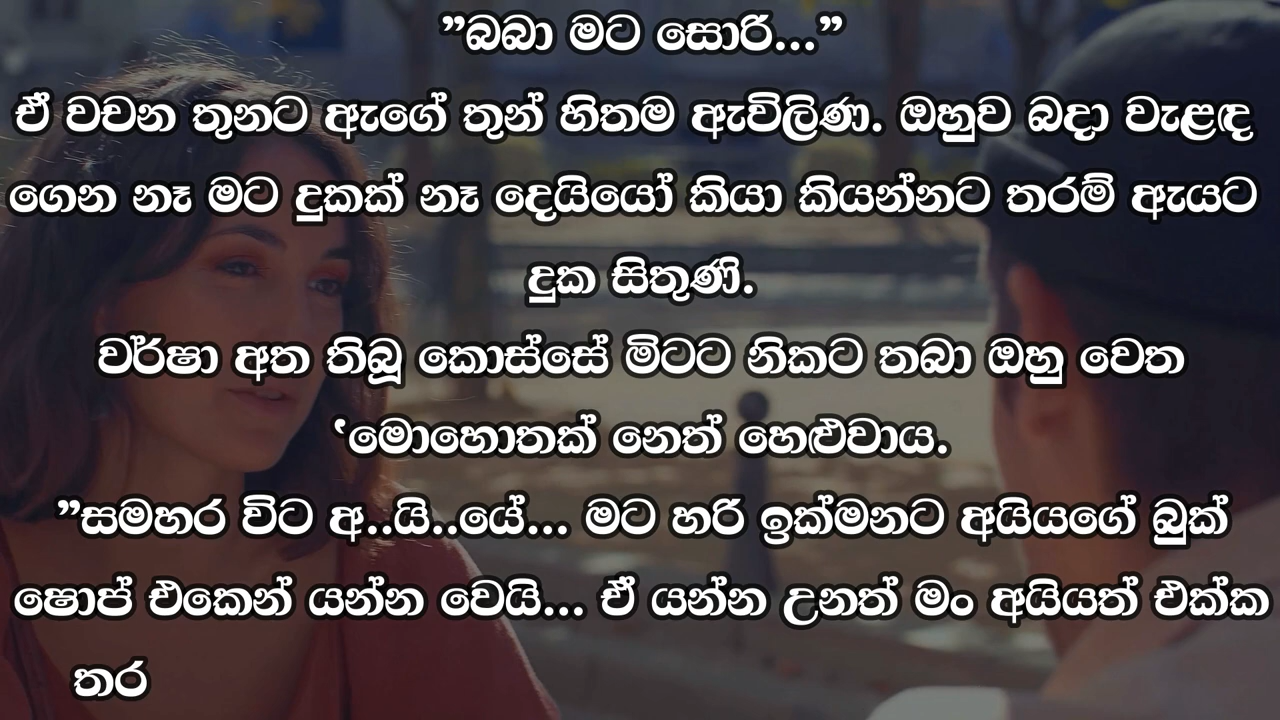 ”බබා මට සොරි...”
ඒ වචන තුනට ඇගේ තුන් හිතම ඇවිලිණ. ඔහුව බදා වැළඳ
ගෙන නෑ මට දුකක් නෑ දෙයියෝ කියා කියන්නට තරම් ඇයට
දුක සිතුණි.
වර්ෂා අත තිබූ කොස්සේ මිටට නිකට තබා ඔහු වෙත
‛මොහොතක් නෙත් හෙළුවාය.
”සමහර විට අ..යි..යේ... මට හරි ඉක්මනට අයියගේ බුක්
ෂොප් එකෙන් යන්න වෙයි... ඒ යන්න උනත් මං අයියත් එක්ක
තර